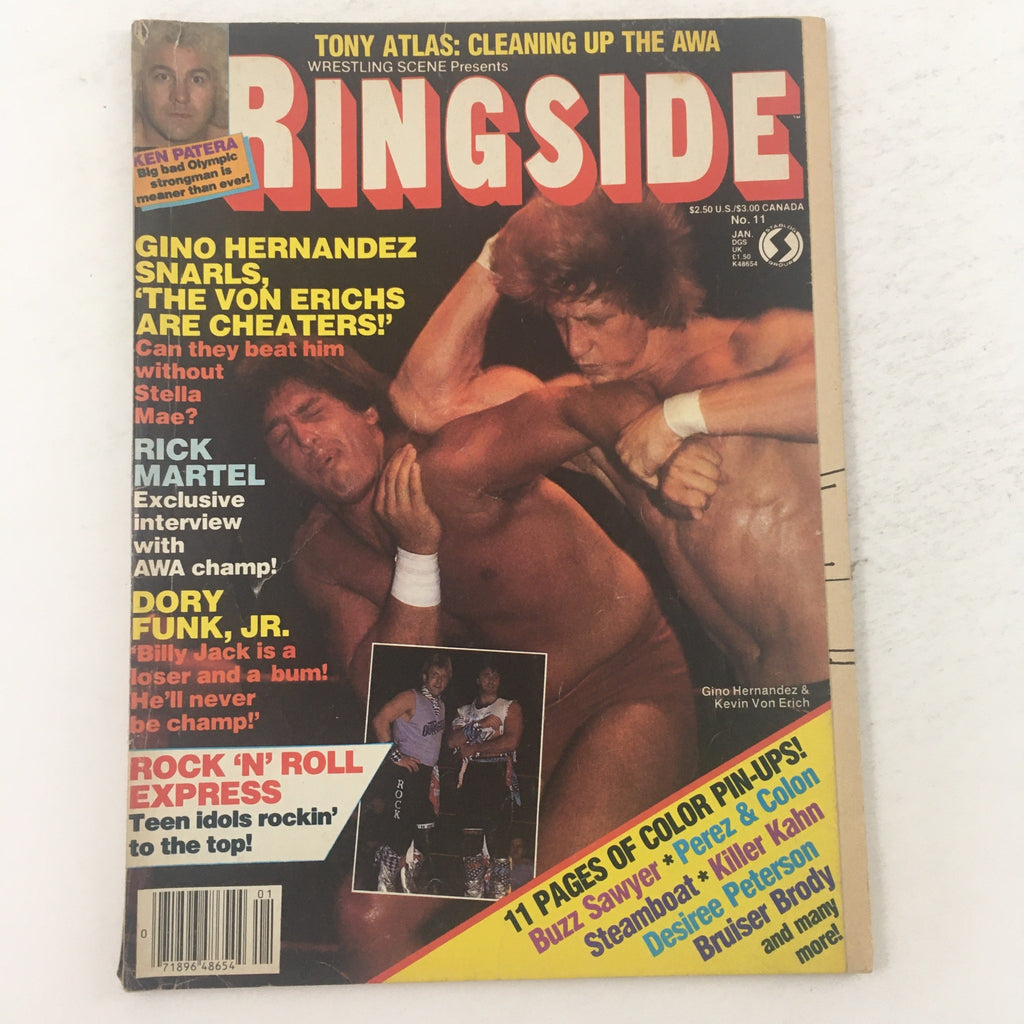 TONY ATLAS: CLEANING UP THE AWA
WRESTLING SCENE Presents
RINGSIDE
KEN PATERA
Big bad Olympic
strongman is
meaner than ever!
$2.50 U.S./$3.00 CANADA
No. 11
JAN.
DGS
UK
£1.50
K48654
STARLOG
GROUP
GINO HERNANDEZ
SNARLS,
‘THE VON ERICHS
ARE CHEATERS!’
Can they beat him
without
Stella
Mae?
RICK
MARTEL
Exclusive
interview
with
AWA champ!
DORY
FUNK, JR.
‘Billy Jack is a
loser and a bum!
He’ll never
be champ!’
Gino Hernandez &
Kevin Von Erich
ROCK ‘N’ ROLL
EXPRESS
Teen idols rockin’
to the top!
ROCK
11 PAGES OF COLOR PIN-UPS!
Buzz Sawyer * Perez & Colon
Steamboat * Killer Kahn
Desiree Peterson
Bruiser Brody
and many
more!
01
0
71896 48654